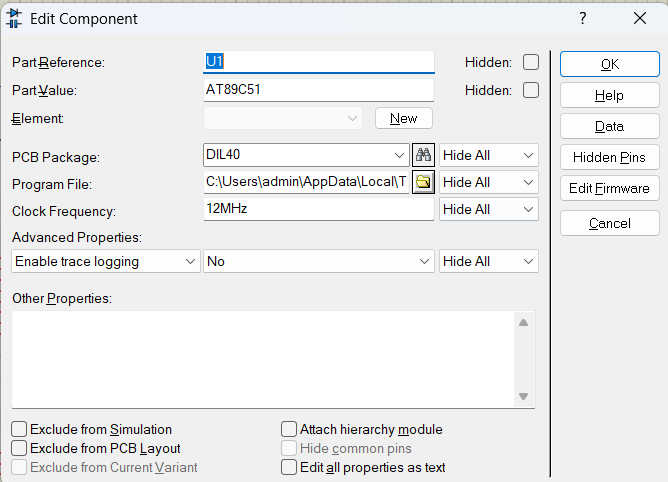 Edit Component ?
Part Reference: U1 Hidden: OK
Part Value: AT89C51 Hidden: Help
Element: New Data
PCB Package: DIL40 Hide All Hidden Pins
Program File: C:\Users\admin\AppData\Local\T Hide All Edit Firmware
Clock Frequency: 12MHz Hide All Cancel
Advanced Properties:
Enable trace logging No Hide All
Other Properties:
Exclude from Simulation Attach hierarchy module
Exclude from PCB Layout Hide common pins
Exclude from Current Variant Edit all properties as text